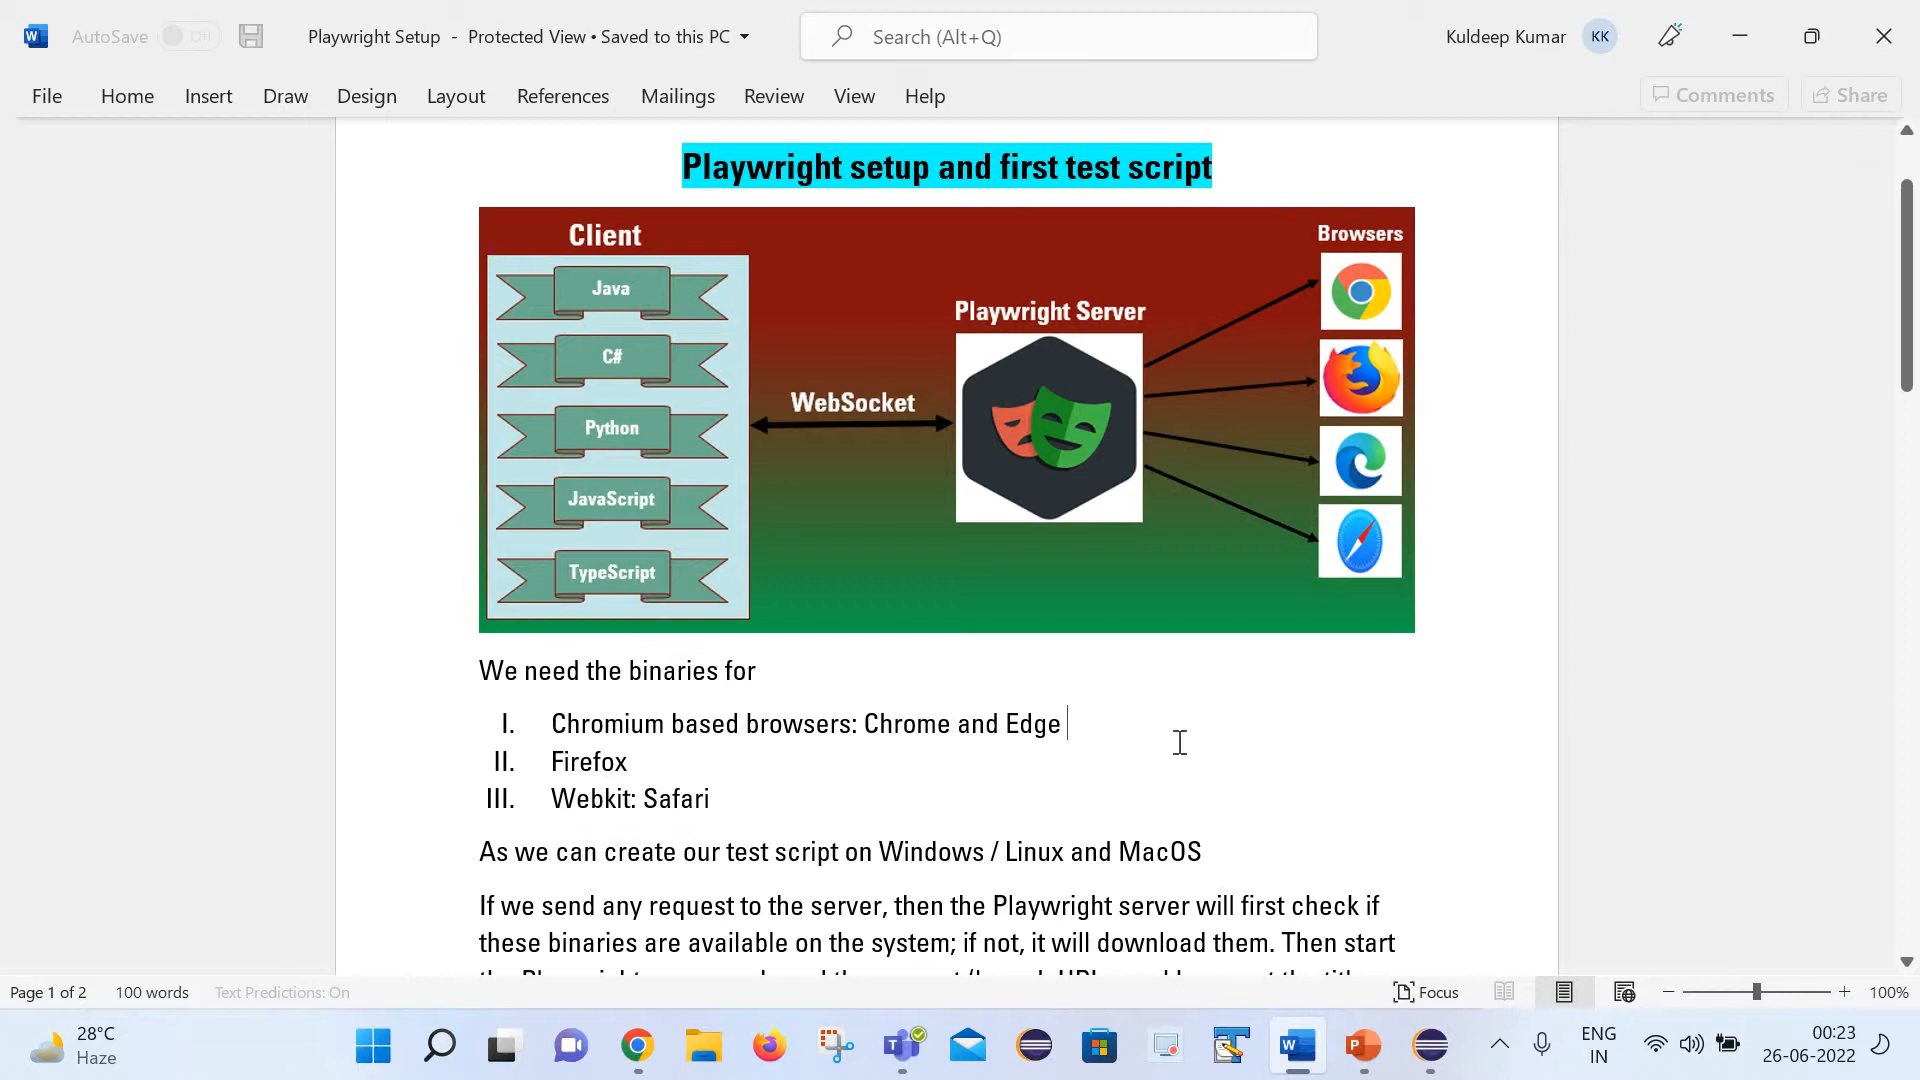 AutoSave Off Playwright Setup - Protected View • Saved to this PC Search (Alt+Q) Kuldeep Kumar KK
File Home Insert Draw Design Layout References Mailings Review View Help Comments Share
Playwright setup and first test script
Client
Java
C#
Python
JavaScript
TypeScript
WebSocket
Playwright Server
Browsers
We need the binaries for
I. Chromium based browsers: Chrome and Edge
II. Firefox
III. Webkit: Safari
As we can create our test script on Windows / Linux and MacOS
If we send any request to the server, then the Playwright server will first check if
these binaries are available on the system; if not, it will download them. Then start
Page 1 of 2 100 words Text Predictions: On Focus 100%
28°C
Haze
ENG
IN
00:23
26-06-2022